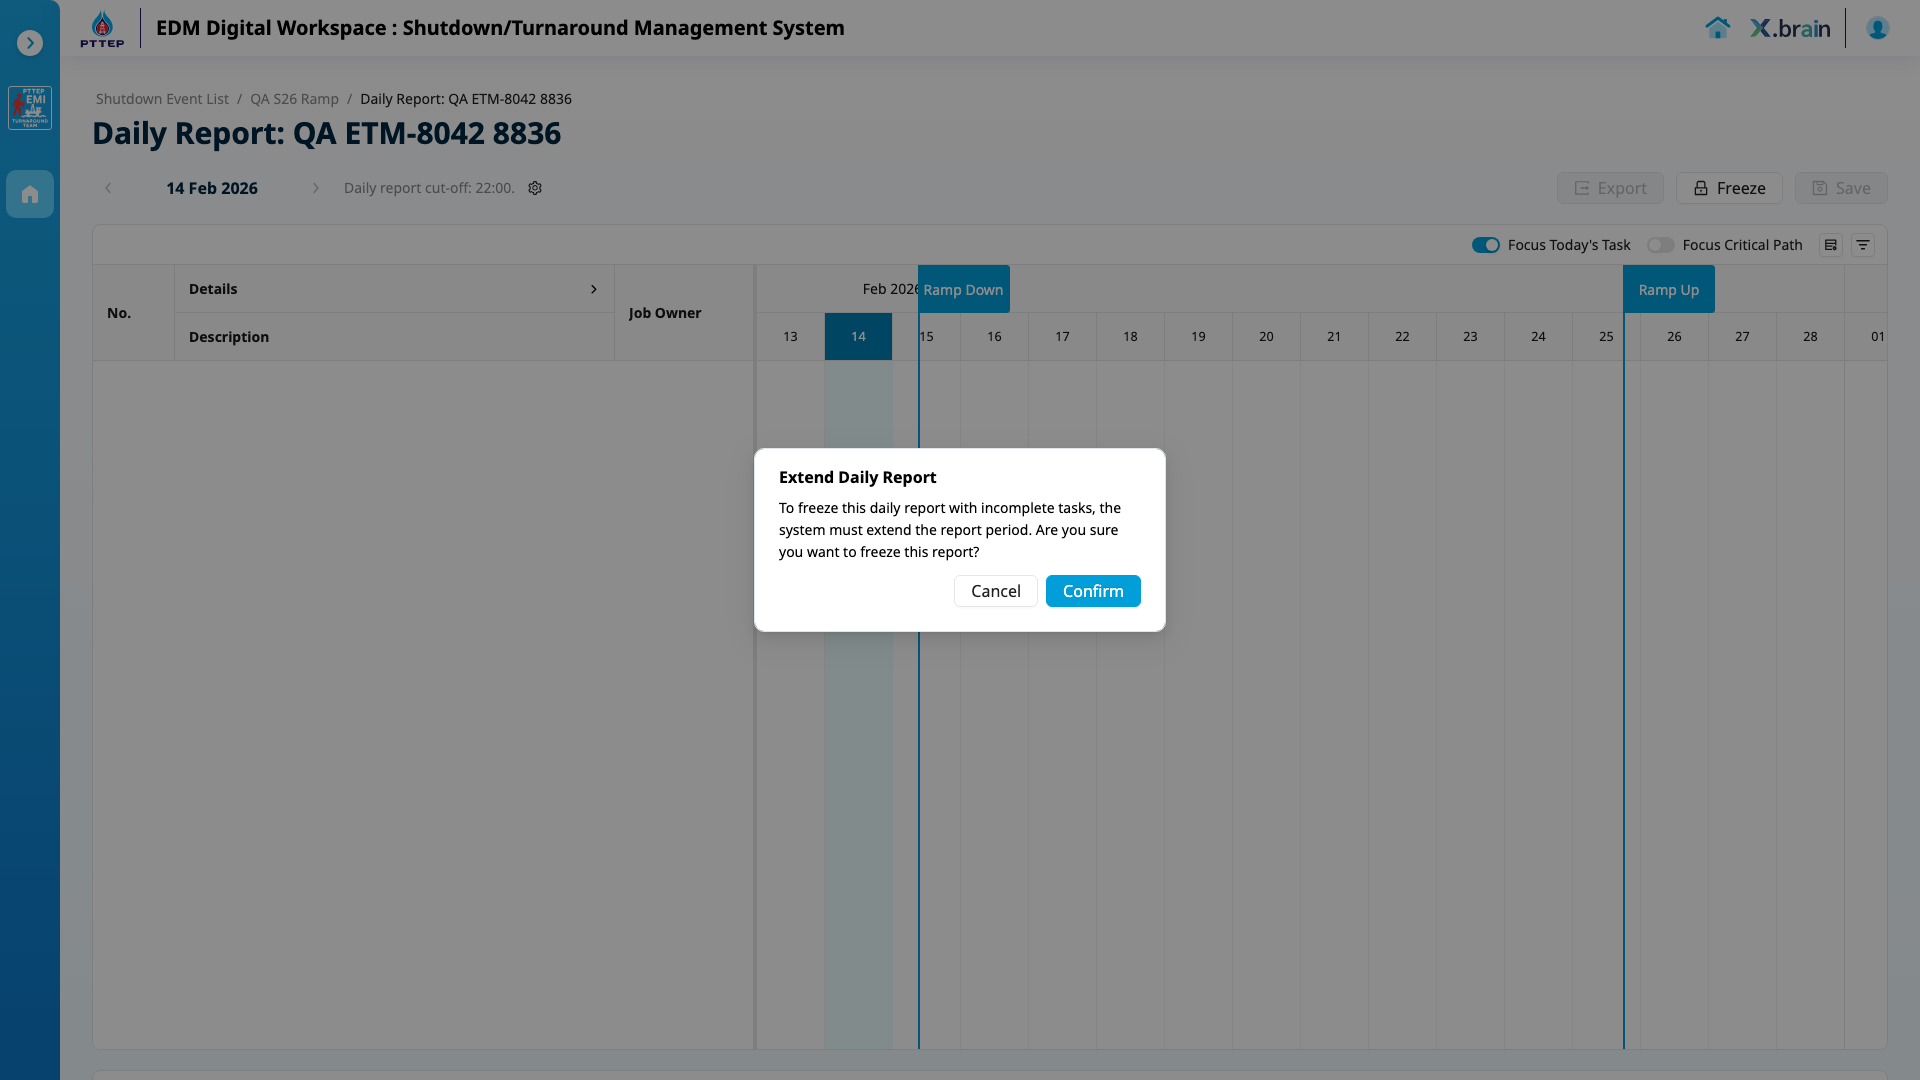 PTTEP
EDM Digital Workspace : Shutdown/Turnaround Management System
X.brain
PTTEP
EMI
TURNAROUND
TEAM
Shutdown Event List / QA S26 Ramp / Daily Report: QA ETM-8042 8836
Daily Report: QA ETM-8042 8836
14 Feb 2026
Daily report cut-off: 22:00.
Export
Freeze
Save
Focus Today's Task
Focus Critical Path
No.
Details
Description
Job Owner
Feb 2026
Ramp Down
Ramp Up
13 14 15 16 17 18 19 20 21 22 23 24 25 26 27 28 01
Extend Daily Report
To freeze this daily report with incomplete tasks, the
system must extend the report period. Are you sure
you want to freeze this report?
Cancel
Confirm